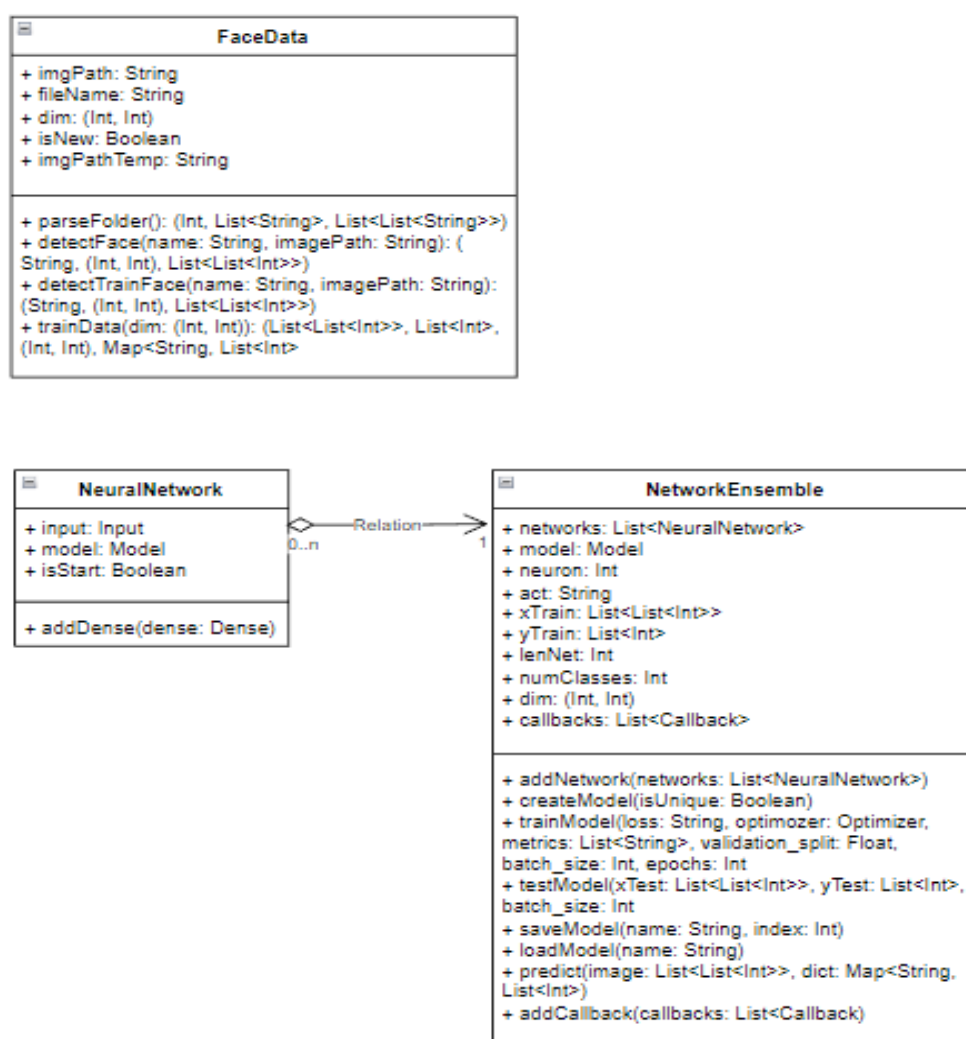 FaceData
+ imgPath: String
+ fileName: String
+ dim: (Int, Int)
+ isNew: Boolean
+ imgPathTemp: String
+ parseFolder(): (Int, List<String>, List<List<String>>)
+ detectFace(name: String, imagePath: String): (
String, (Int, Int), List<List<Int>>)
+ detectTrainFace(name: String, imagePath: String):
(String, (Int, Int), List<List<Int>>)
+ trainData(dim: (Int, Int)): (List<List<Int>>, List<Int>,
(Int, Int), Map<String, List<Int>
NeuralNetwork
+ input: Input
+ model: Model
+ isStart: Boolean
+ addDense(dense: Dense)
Relation
0..n
1
NetworkEnsemble
+ networks: List<NeuralNetwork>
+ model: Model
+ neuron: Int
+ act: String
+ xTrain: List<List<Int>>
+ yTrain: List<Int>
+ lenNet: Int
+ numClasses: Int
+ dim: (Int, Int)
+ callbacks: List<Callback>
+ addNetwork(networks: List<NeuralNetwork>)
+ createModel(isUnique: Boolean)
+ trainModel(loss: String, optimozer: Optimizer,
metrics: List<String>, validation_split: Float,
batch_size: Int, epochs: Int
+ testModel(xTest: List<List<Int>>, yTest: List<Int>,
batch_size: Int
+ saveModel(name: String, index: Int)
+ loadModel(name: String)
+ predict(image: List<List<Int>>, dict: Map<String,
List<Int>)
+ addCallback(callbacks: List<Callback)